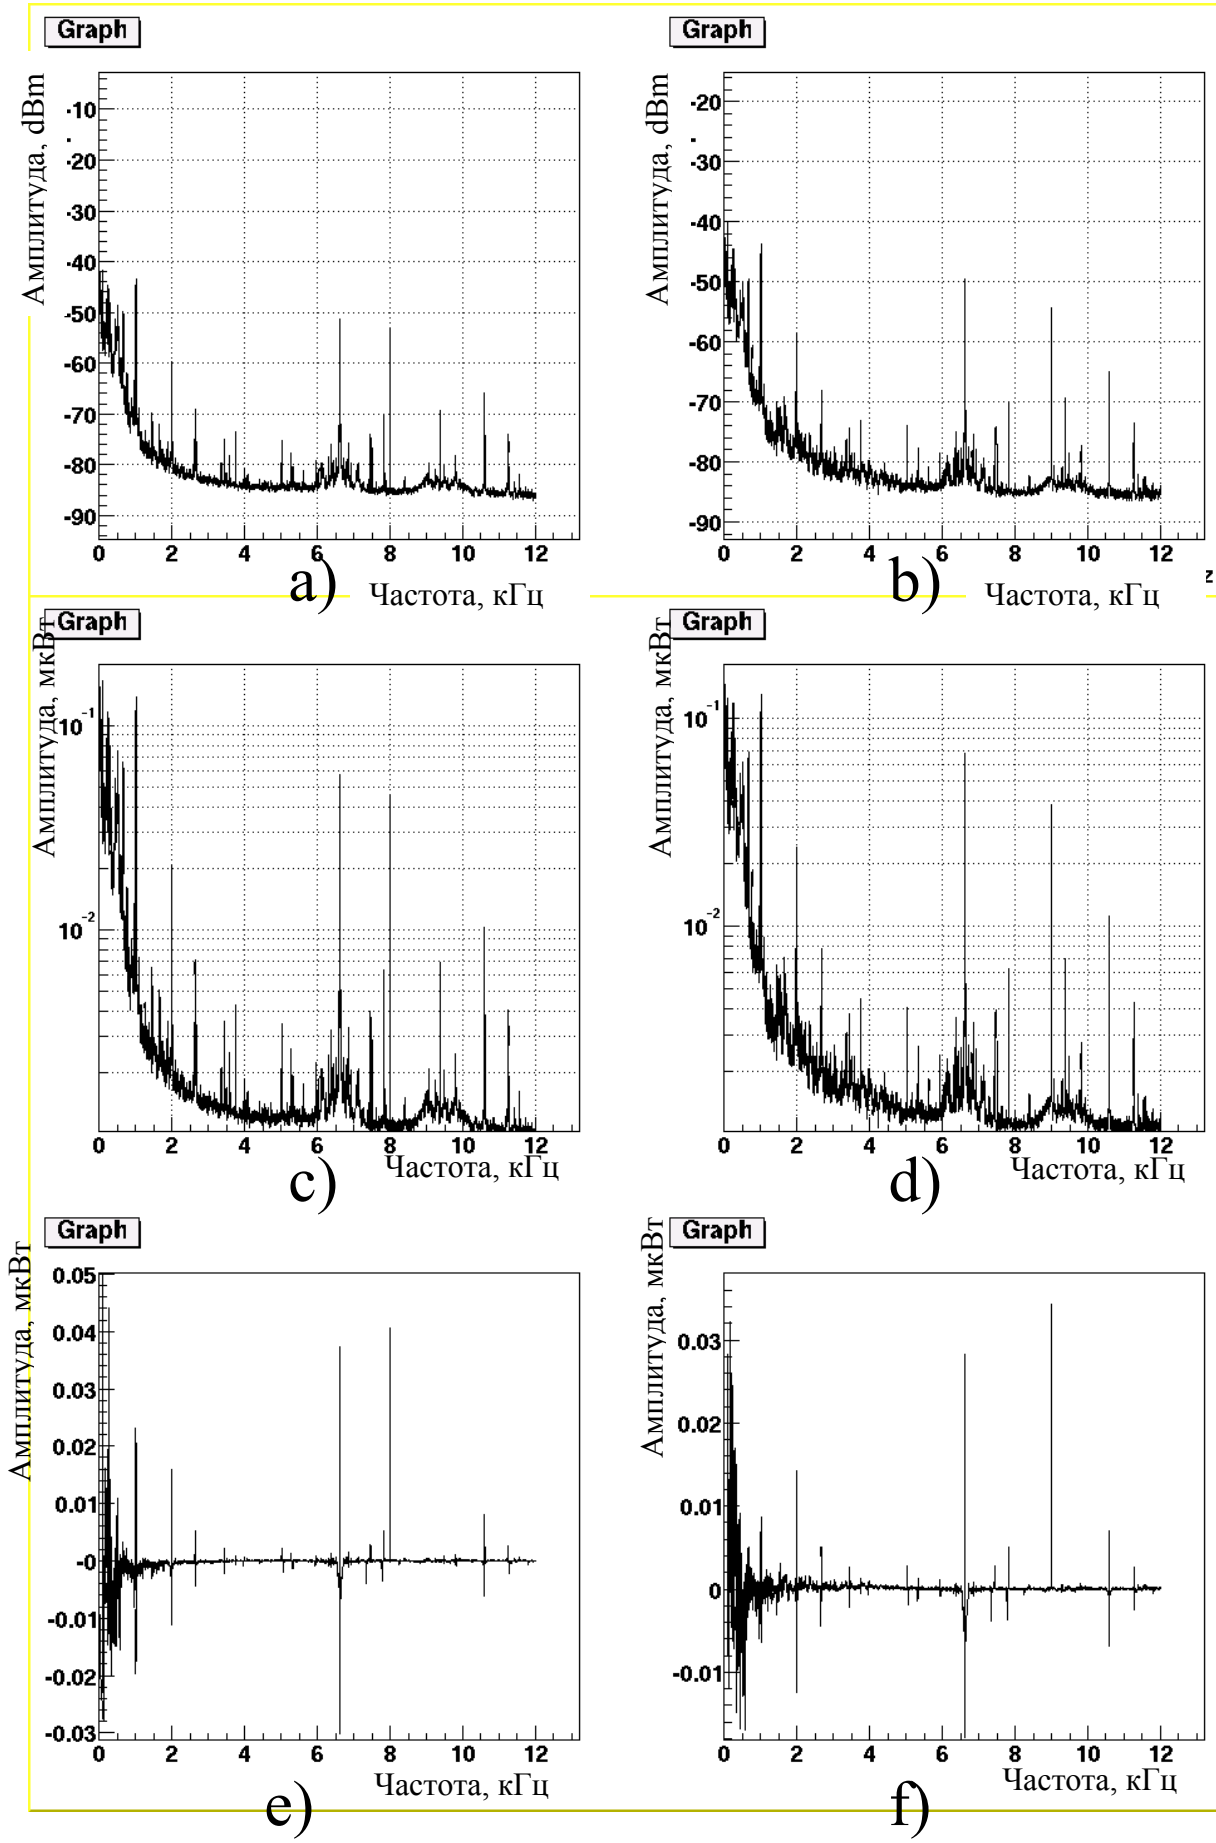 Graph
Graph
Амплитуда, dBm
-10
-20
-30
-40
-50
-60
-70
-80
-90
0 2 4 6 8 10 12
a)
Частота, кГц
Амплитуда, dBm
-20
-30
-40
-50
-60
-70
-80
-90
0 2 4 6 8 10 12
b)
Частота, кГц
z
Graph
Graph
Амплитуда, мкВт
10-1
10-2
0 2 4 6 8 10 12
c)
Частота, кГц
Амплитуда, мкВт
10-1
10-2
0 2 4 6 8 10 12
d)
Частота, кГц
Graph
Graph
Амплитуда, мкВт
0.05
0.04
0.03
0.02
0.01
-0
-0.01
-0.02
-0.03
0 2 4 6 8 10 12
e)
Частота, кГц
Амплитуда, мкВт
0.03
0.02
0.01
0
-0.01
0 2 4 6 8 10 12
f)
Частота, кГц